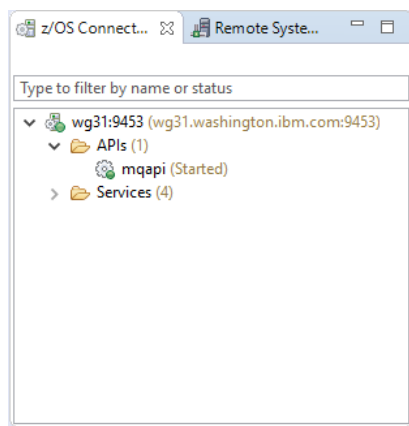 z/OS Connect... Remote Syste...
Type to filter by name or status
wg31:9453 (wg31.washington.ibm.com:9453)
APIs (1)
mqapi (Started)
Services (4)